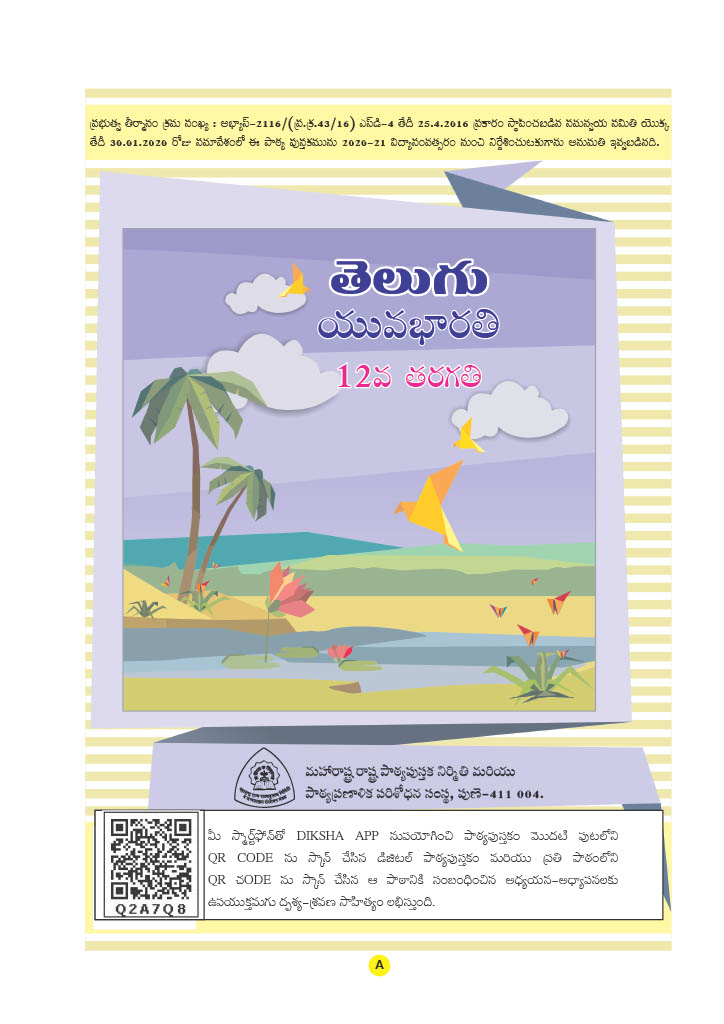 ప్రభుత్వ తీర్మానం క్రమ సంఖ్య : అభ్యాస్-2116/(ప్ర.క్ర.43/16) ఎస్‌డి-4 తేదీ 25.4.2016 ప్రకారం స్థాపించబడిన సమన్వయ సమితి యొక్క
తేదీ 30.01.2020 రోజు సమావేశంలో ఈ పాఠ్య పుస్తకమును 2020-21 విద్యాసంవత్సరం నుంచి నిర్దేశించుటకుగాను అనుమతి ఇవ్వబడినది.
తెలుగు
యువభారతి
12వ తరగతి
మహారాష్ట్ర రాష్ట్ర పాఠ్యపుస్తక నిర్మితి మరియు
పాఠ్యప్రణాళిక పరిశోధన సంస్థ, పుణె-411 004.
మీ స్మార్ట్‌ఫోన్‌తో DIKSHA APP నుపయోగించి పాఠ్యపుస్తకం మొదటి పుటలోని
QR CODE ను స్కాన్ చేసిన డిజిటల్ పాఠ్యపుస్తకం మరియు ప్రతి పాఠంలోని
QR చODE ను స్కాన్ చేసిన ఆ పాఠానికి సంబంధించిన అధ్యయన-అధ్యాపనలకు
ఉపయుక్తమగు దృశ్య-శ్రవణ సాహిత్యం లభిస్తుంది.
Q2A7Q8
A